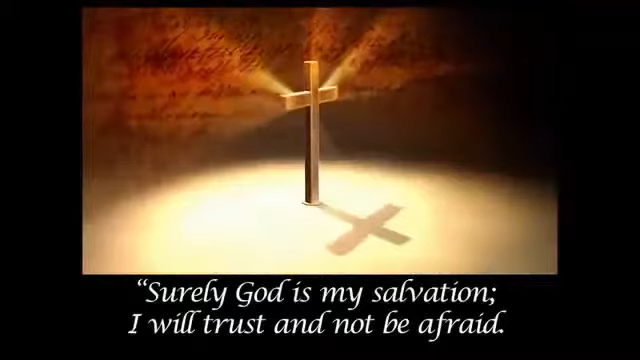 “Surely God is my salvation;
I will trust and not be afraid.